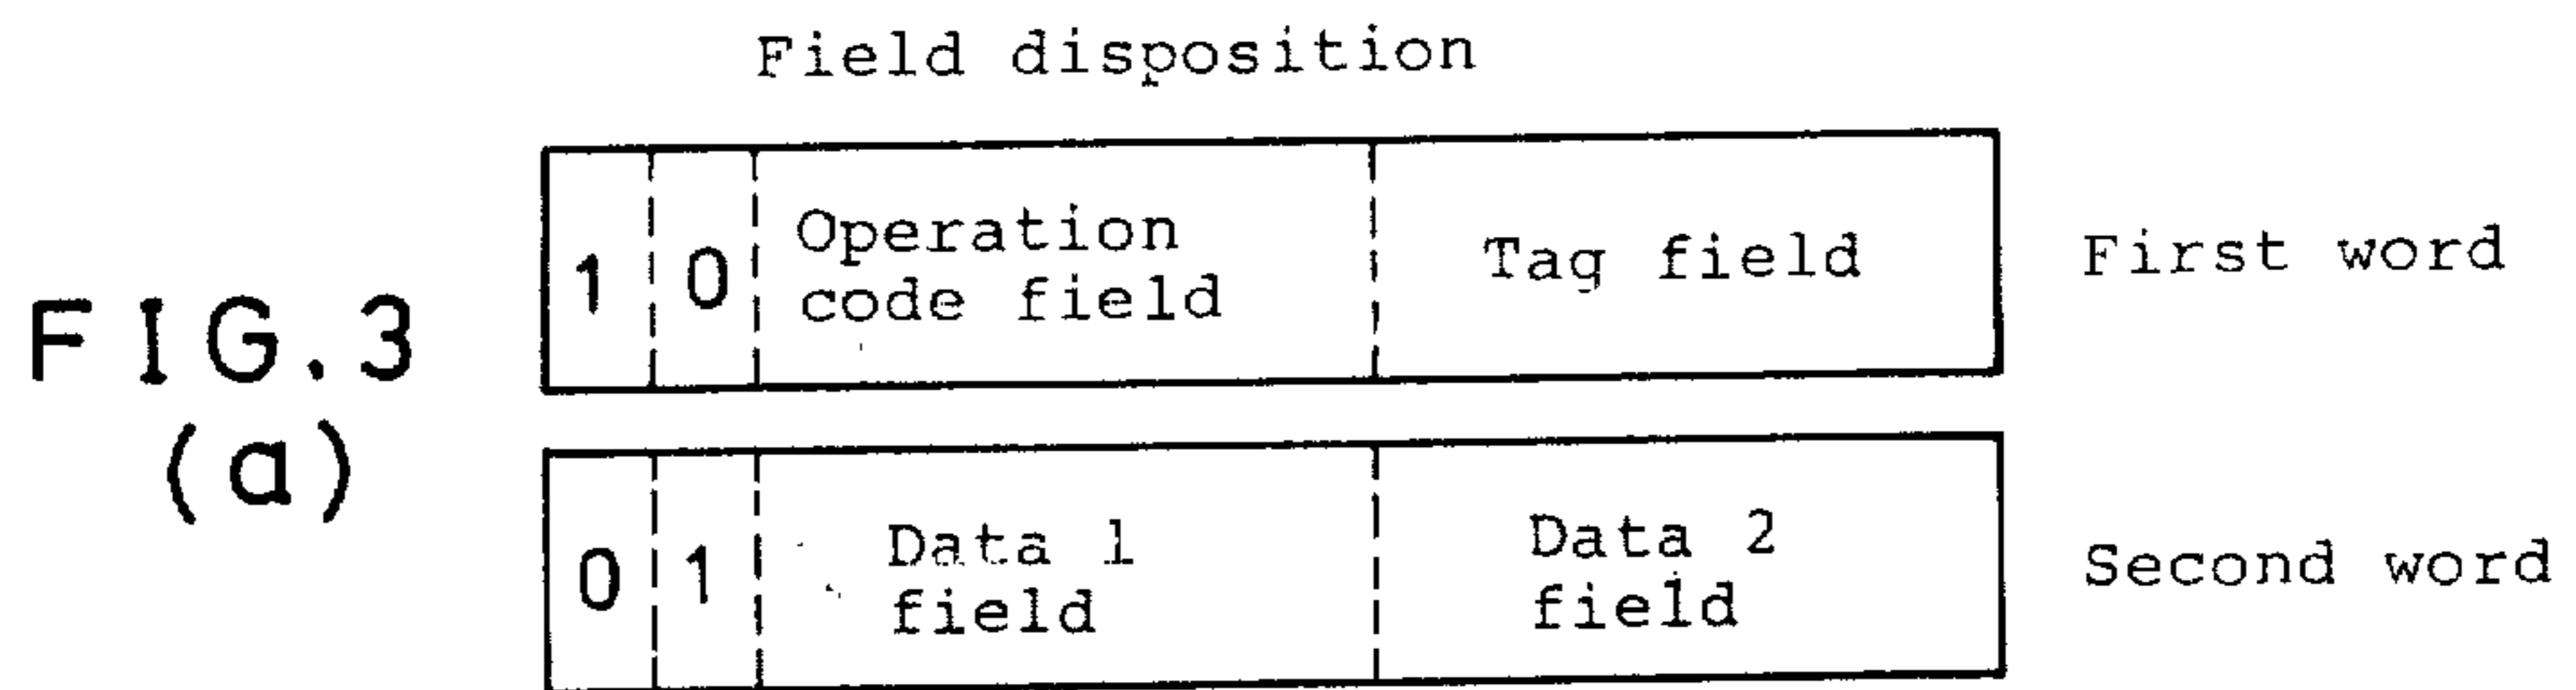 Field disposition
FIG.3
(a)
1 0 Operation code field Tag field First word
0 1 Data 1 field Data 2 field Second word